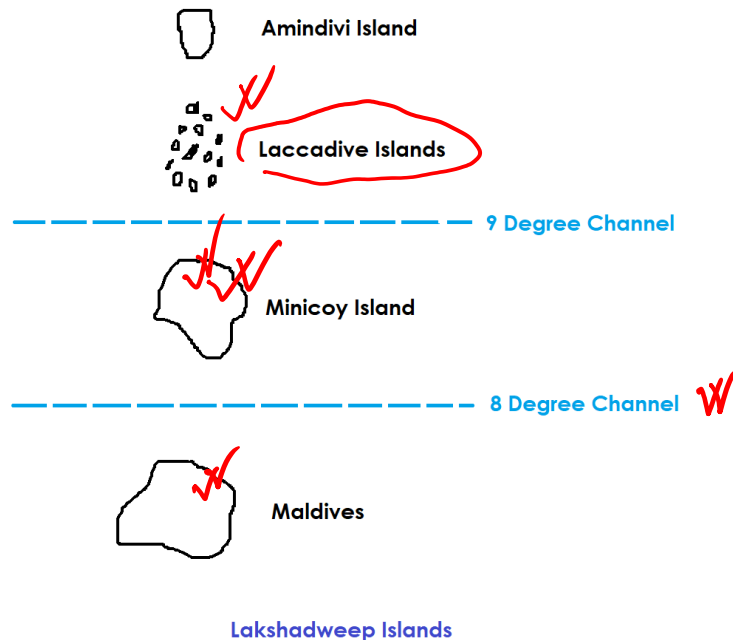 Amindivi Island
Laccadive Islands
9 Degree Channel
Minicoy Island
8 Degree Channel
Maldives
Lakshadweep Islands